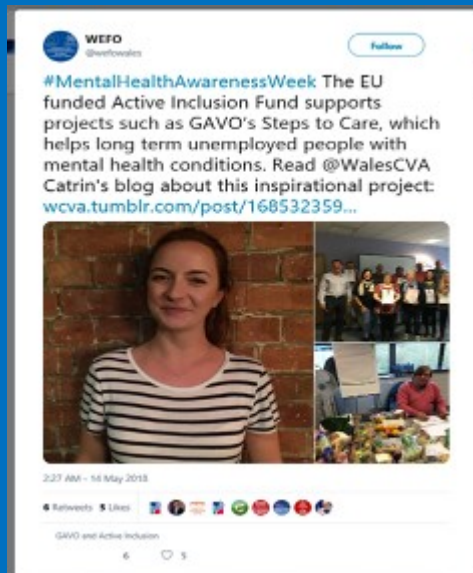 WEFO
@wefowales
Follow
#MentalHealthAwarenessWeek The EU
funded Active Inclusion Fund supports
projects such as GAVO's Steps to Care, which
helps long term unemployed people with
mental health conditions. Read @WalesCVA
Catrin's blog about this inspirational project:
wcva.tumblr.com/post/168532359...
2:27 AM - 14 May 2018
6 Retweets 5 Likes
GAVO and Active Inclusion
6 5